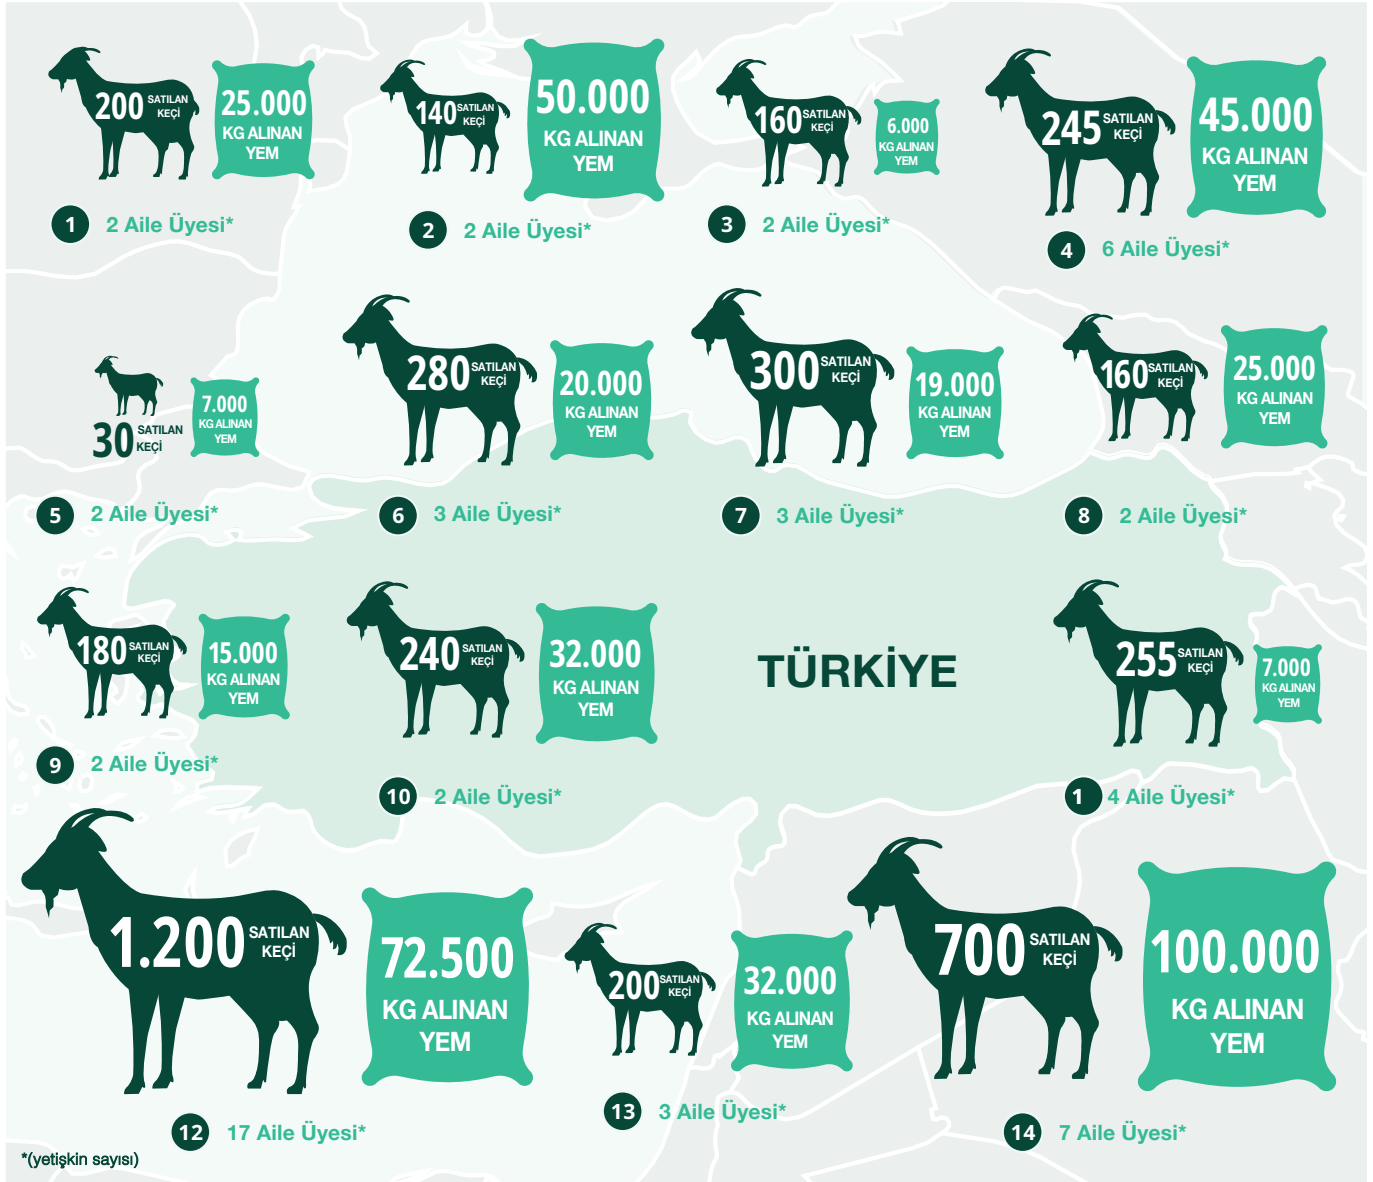 200 SATILAN
KEÇİ
25.000
KG ALINAN
YEM
1 2 Aile Üyesi*
140 SATILAN
KEÇİ
50.000
KG ALINAN
YEM
2 2 Aile Üyesi*
160 SATILAN
KEÇİ
6.000
KG ALINAN
YEM
3 2 Aile Üyesi*
245 SATILAN
KEÇİ
45.000
KG ALINAN
YEM
4 6 Aile Üyesi*
30 SATILAN
KEÇİ
7.000
KG ALINAN
YEM
5 2 Aile Üyesi*
280 SATILAN
KEÇİ
20.000
KG ALINAN
YEM
6 3 Aile Üyesi*
300 SATILAN
KEÇİ
19.000
KG ALINAN
YEM
7 3 Aile Üyesi*
160 SATILAN
KEÇİ
25.000
KG ALINAN
YEM
8 2 Aile Üyesi*
180 SATILAN
KEÇİ
15.000
KG ALINAN
YEM
9 2 Aile Üyesi*
240 SATILAN
KEÇİ
32.000
KG ALINAN
YEM
10 2 Aile Üyesi*
TÜRKİYE
255 SATILAN
KEÇİ
7.000
KG ALINAN
YEM
1 4 Aile Üyesi*
1.200 SATILAN
KEÇİ
72.500
KG ALINAN
YEM
12 17 Aile Üyesi*
200 SATILAN
KEÇİ
32.000
KG ALINAN
YEM
13 3 Aile Üyesi*
700 SATILAN
KEÇİ
100.000
KG ALINAN
YEM
14 7 Aile Üyesi*
*(yetişkin sayısı)